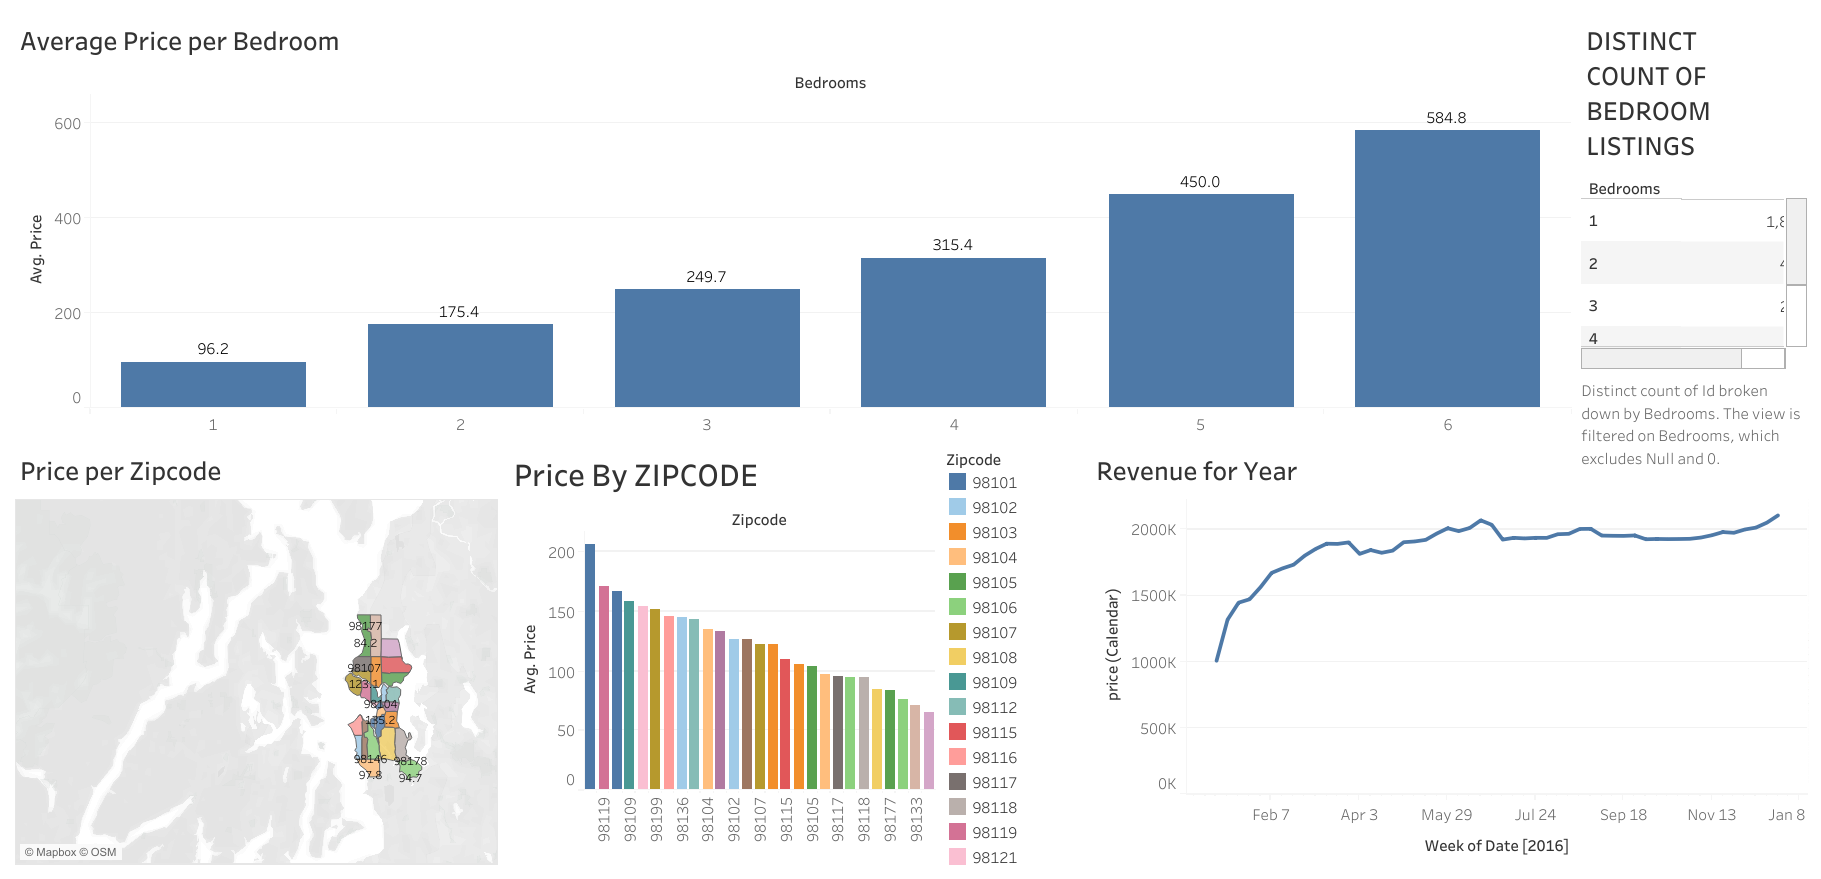 Average Price per Bedroom
Bedrooms
Avg. Price
600
400
200
0
96.2
175.4
249.7
315.4
450.0
584.8
1
2
3
4
5
6
DISTINCT
COUNT OF
BEDROOM
LISTINGS
Bedrooms
1
2
3
4
Distinct count of Id broken
down by Bedrooms. The view is
filtered on Bedrooms, which
excludes Null and 0.
Price per Zipcode
98177
84.2
98107
123.1
98104
135.2
98146
97.8
98178
94.7
© Mapbox © OSM
Price By ZIPCODE
Zipcode
Avg. Price
200
150
100
50
0
98119
98109
98199
98136
98104
98102
98107
98115
98105
98117
98118
98177
98133
Zipcode
98101
98102
98103
98104
98105
98106
98107
98108
98109
98112
98115
98116
98117
98118
98119
98121
Revenue for Year
price (Calendar)
2000K
1500K
1000K
500K
0K
Feb 7
Apr 3
May 29
Jul 24
Sep 18
Nov 13
Jan 8
Week of Date [2016]